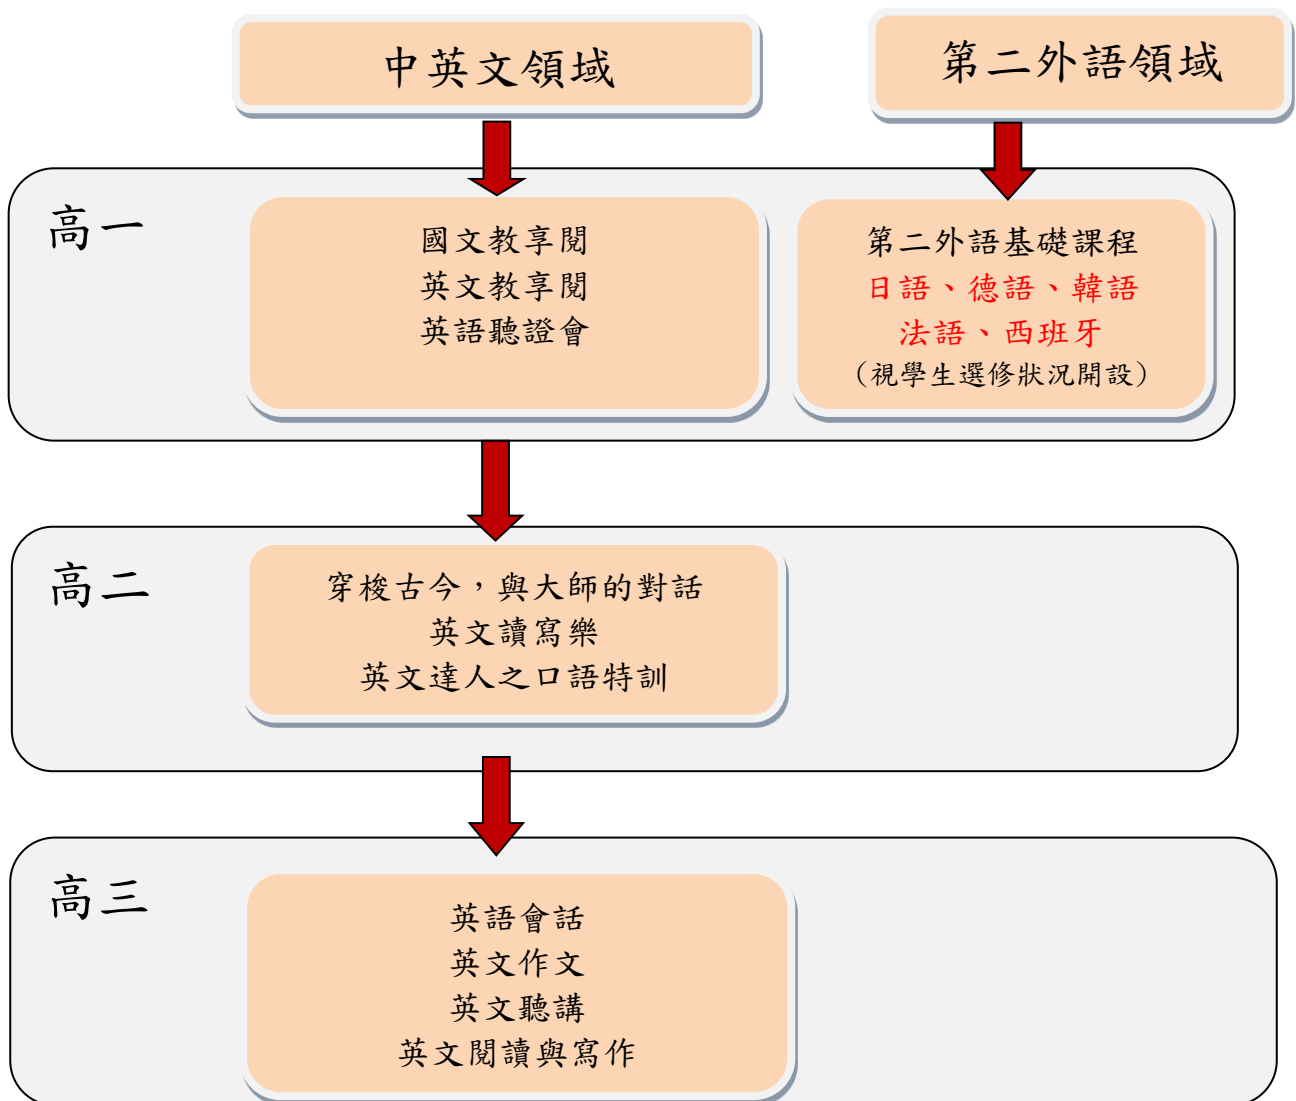 中英文領域
第二外語領域
高一
國文教享閱
英文教享閱
英語聽證會
第二外語基礎課程
日語、德語、韓語
法語、西班牙
（視學生選修狀況開設）
高二
穿梭古今，與大師的對話
英文讀寫樂
英文達人之口語特訓
高三
英語會話
英文作文
英文聽講
英文閱讀與寫作